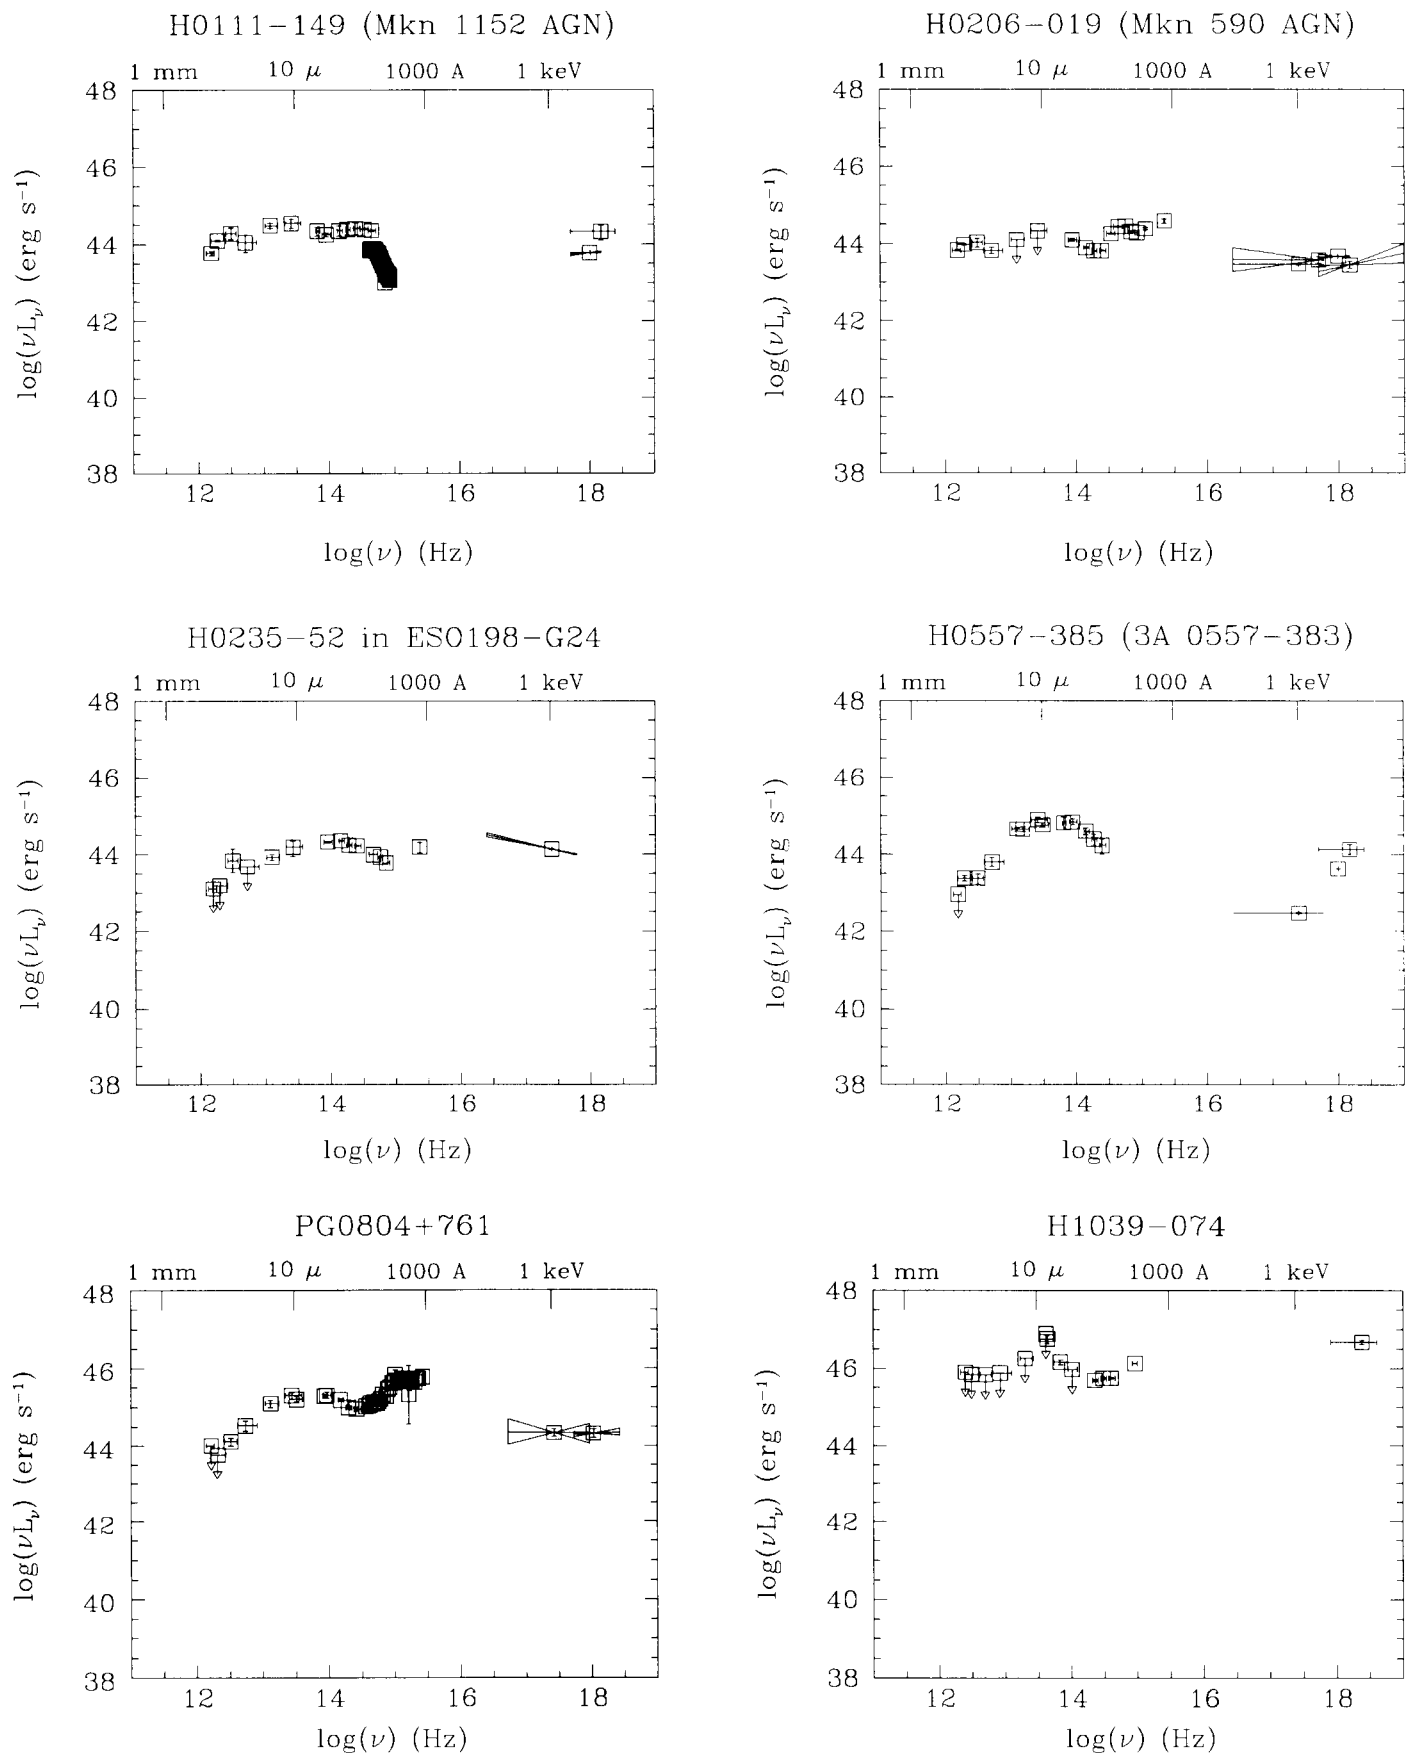 H0111−149 (Mkn 1152 AGN)
1 mm 10 μ 1000 A 1 keV
48
46
44
42
40
38
log(νLν) (erg s⁻¹)
12 14 16 18
log(ν) (Hz)
H0206−019 (Mkn 590 AGN)
1 mm 10 μ 1000 A 1 keV
48
46
44
42
40
38
log(νLν) (erg s⁻¹)
12 14 16 18
log(ν) (Hz)
H0235−52 in ESO198−G24
1 mm 10 μ 1000 A 1 keV
48
46
44
42
40
38
log(νLν) (erg s⁻¹)
12 14 16 18
log(ν) (Hz)
H0557−385 (3A 0557−383)
1 mm 10 μ 1000 A 1 keV
48
46
44
42
40
38
log(νLν) (erg s⁻¹)
12 14 16 18
log(ν) (Hz)
PG0804+761
1 mm 10 μ 1000 A 1 keV
48
46
44
42
40
38
log(νLν) (erg s⁻¹)
12 14 16 18
log(ν) (Hz)
H1039−074
1 mm 10 μ 1000 A 1 keV
48
46
44
42
40
38
log(νLν) (erg s⁻¹)
12 14 16 18
log(ν) (Hz)